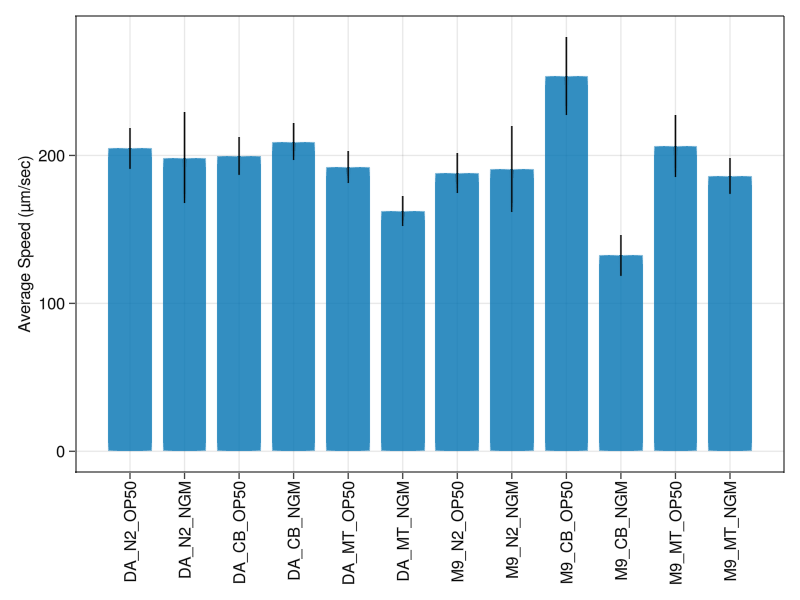 Average Speed (μm/sec)
200
100
0
DA_N2_OP50
DA_N2_NGM
DA_CB_OP50
DA_CB_NGM
DA_MT_OP50
DA_MT_NGM
M9_N2_OP50
M9_N2_NGM
M9_CB_OP50
M9_CB_NGM
M9_MT_OP50
M9_MT_NGM